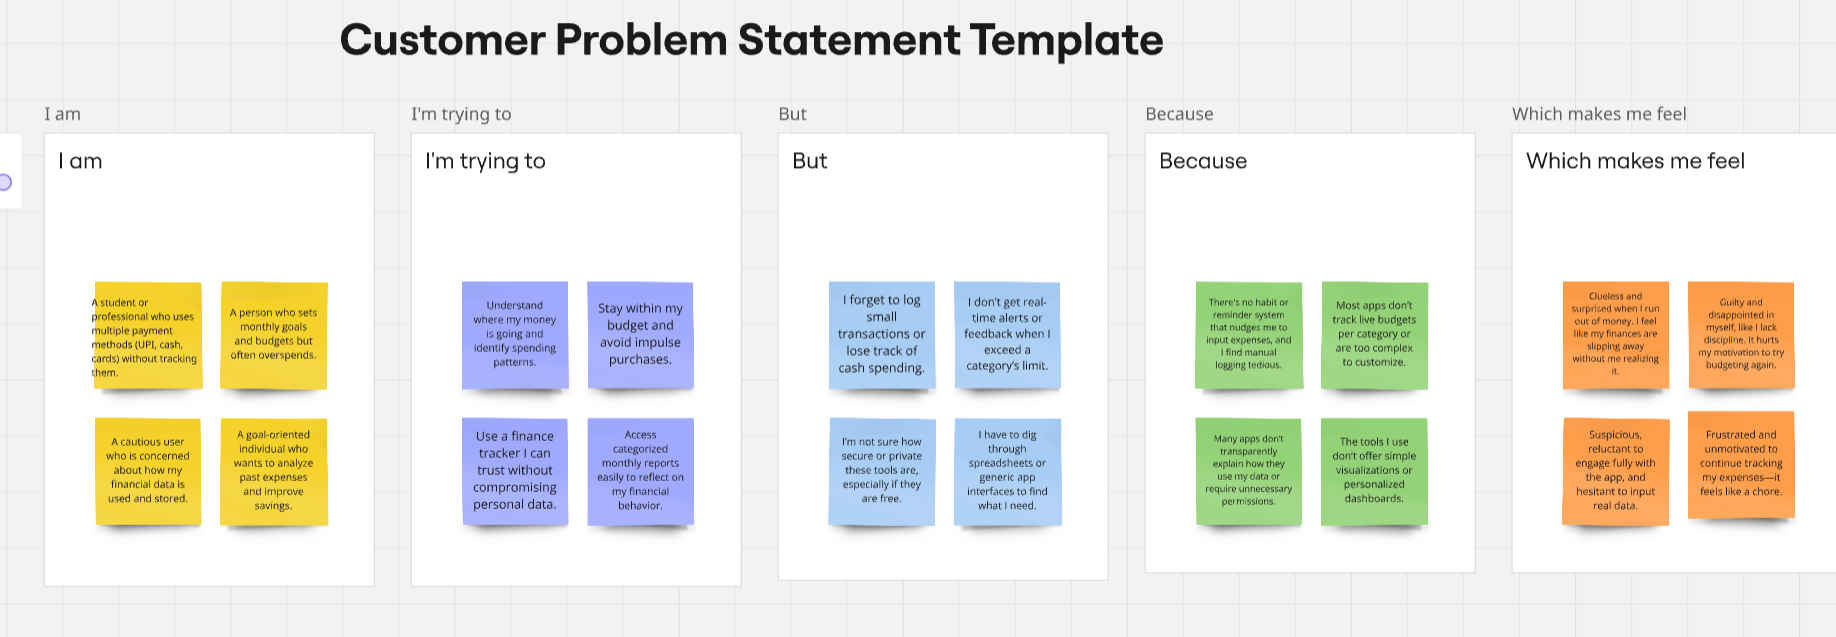 Customer Problem Statement Template
I am
I'm trying to
But
Because
Which makes me feel
I am
A student or
professional who uses
multiple payment
methods (UPI, cash,
cards) without tracking
them.
A person who sets
monthly goals
and budgets but
often overspends.
A cautious user
who is concerned
about how my
financial data is
used and stored.
A goal-oriented
individual who
wants to analyze
past expenses
and improve
savings.
I'm trying to
Understand
where my money
is going and
identify spending
patterns.
Stay within my
budget and
avoid impulse
purchases.
Use a finance
tracker I can
trust without
compromising
personal data.
Access
categorized
monthly reports
easily to reflect on
my financial
behavior.
But
I forget to log
small
transactions or
lose track of
cash spending.
I don't get real-
time alerts or
feedback when I
exceed a
category's limit.
I'm not sure how
secure or private
these tools are,
especially if they
are free.
I have to dig
through
spreadsheets or
generic app
interfaces to find
what I need.
Because
There's no habit or
reminder system
that nudges me to
input expenses, and
I find manual
logging tedious.
Most apps don't
track live budgets
per category or
are too complex
to customize.
Many apps don't
transparently
explain how they
use my data or
require unnecessary
permissions.
The tools I use
don't offer simple
visualizations or
personalized
dashboards.
Which makes me feel
Clueless and
surprised when I run
out of money. I feel
like my finances are
slipping away
without me realizing
it.
Guilty and
disappointed in
myself, like I lack
discipline. It hurts
my motivation to try
budgeting again.
Suspicious,
reluctant to
engage fully with
the app, and
hesitant to input
real data.
Frustrated and
unmotivated to
continue tracking
my expenses—it
feels like a chore.